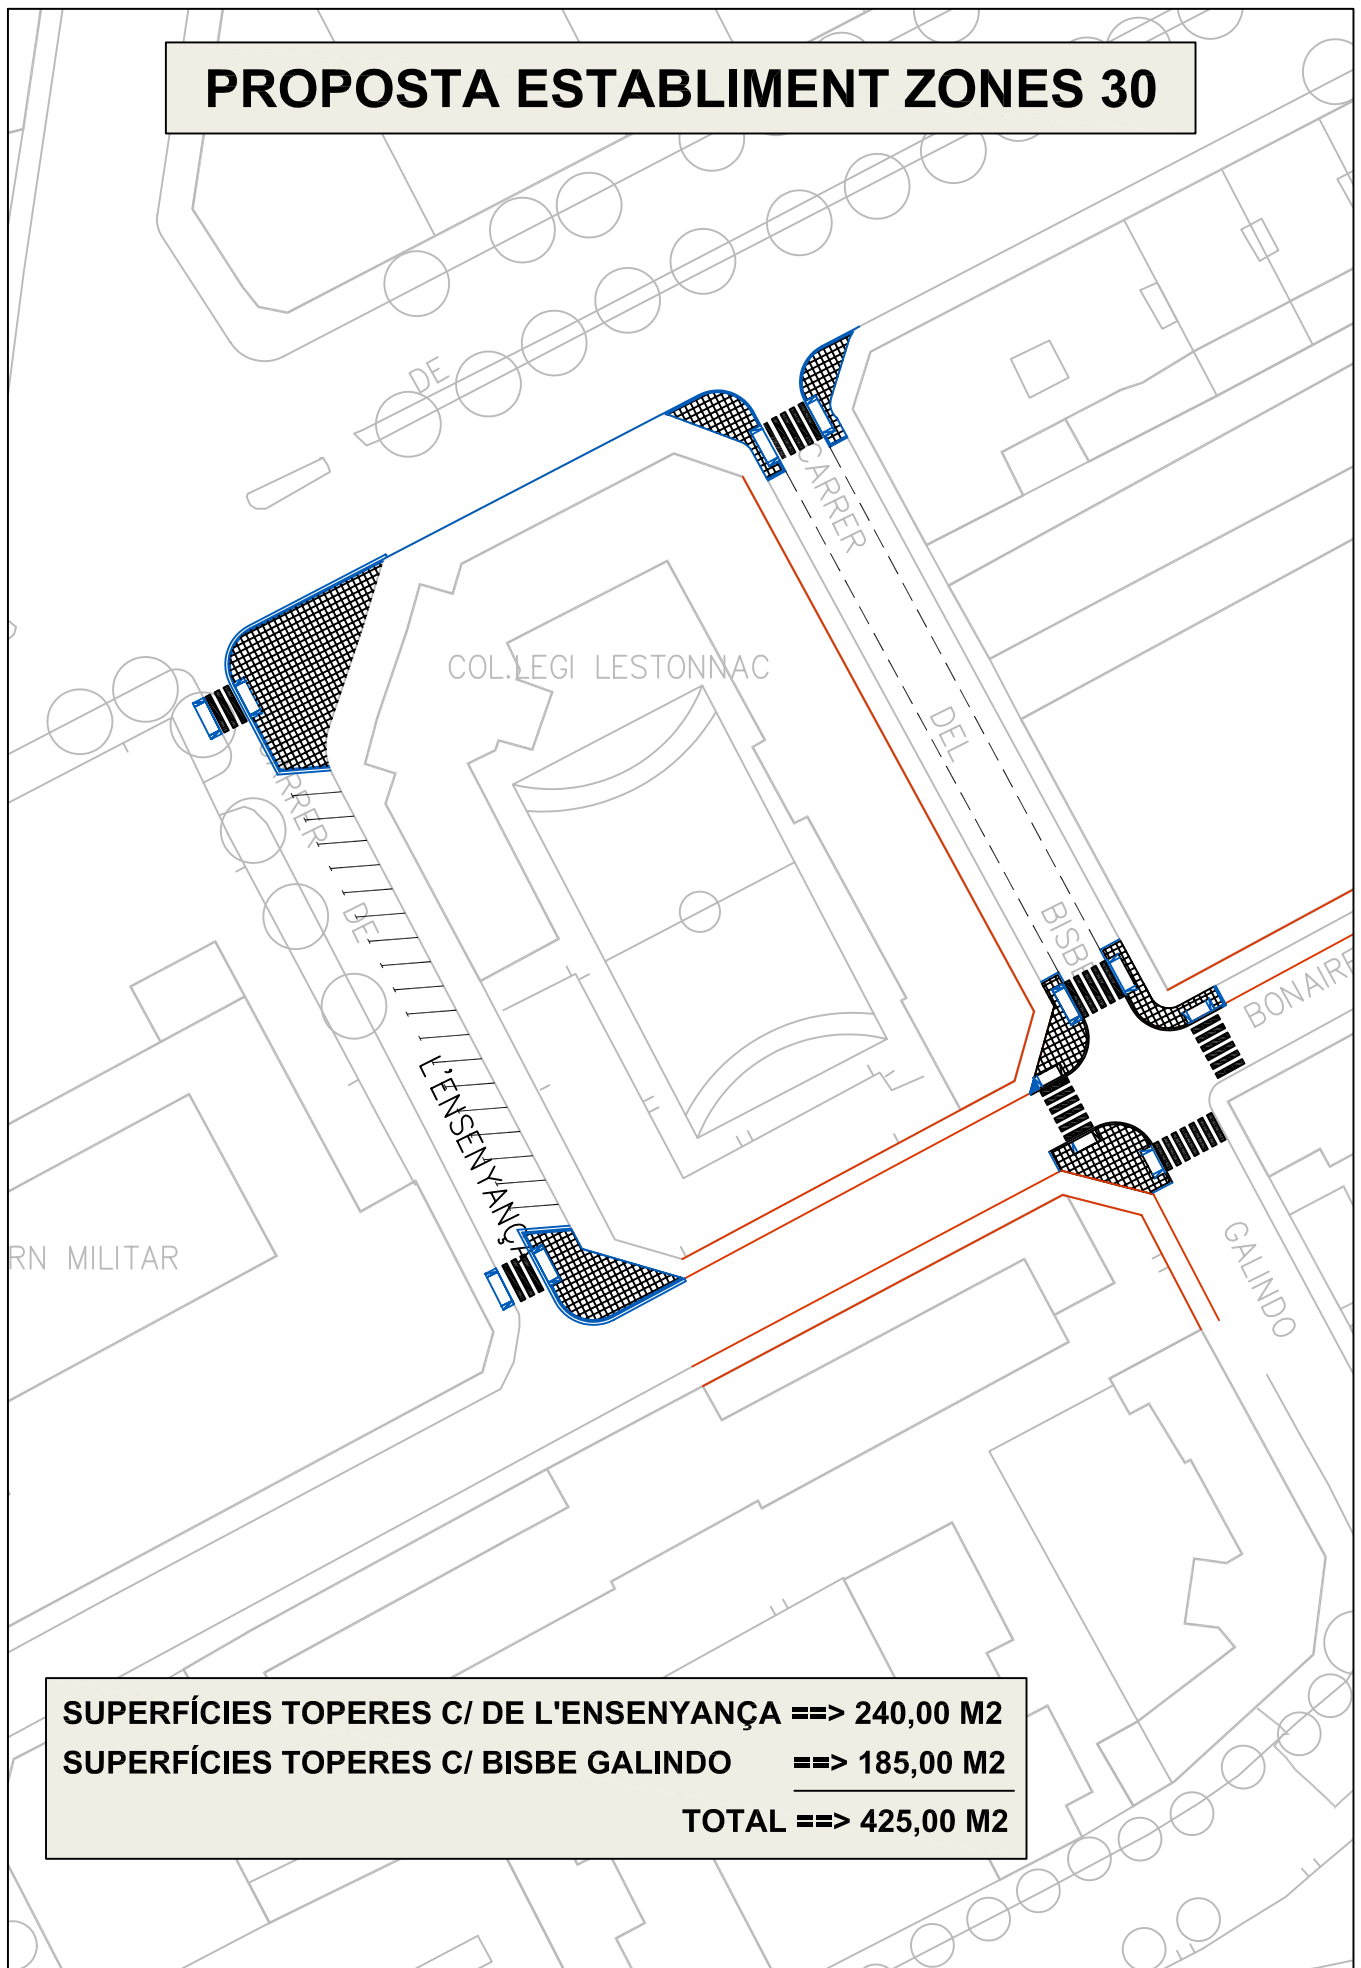 PROPOSTA ESTABLIMENT ZONES 30
DE
CARRER
COL.LEGI LESTONNAC
DEL
CARRER
DE
BISBE
BONAIRE
L'ENSENYANÇA
GALINDO
RN MILITAR
SUPERFÍCIES TOPERES C/ DE L'ENSENYANÇA ==> 240,00 M2
SUPERFÍCIES TOPERES C/ BISBE GALINDO ==> 185,00 M2
TOTAL ==> 425,00 M2